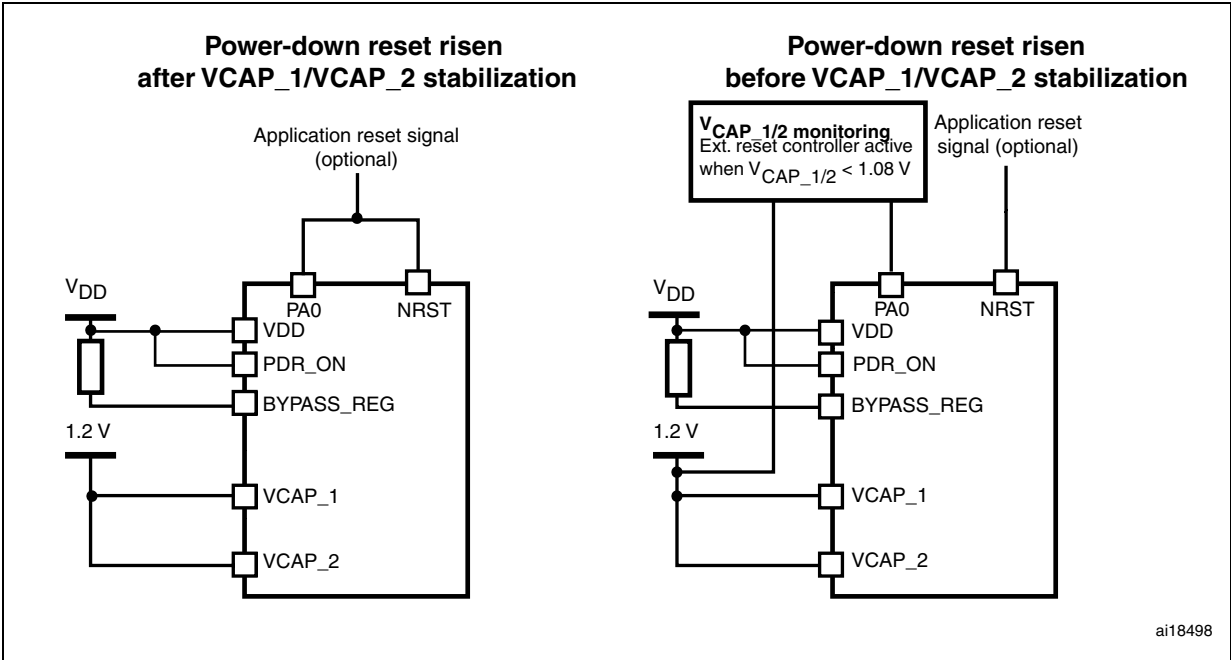 Power-down reset risen
after VCAP_1/VCAP_2 stabilization
Application reset signal
(optional)
VDD
PA0
NRST
VDD
PDR_ON
BYPASS_REG
1.2 V
VCAP_1
VCAP_2
Power-down reset risen
before VCAP_1/VCAP_2 stabilization
VCAP_1/2 monitoring
Ext. reset controller active
when VCAP_1/2 < 1.08 V
Application reset
signal (optional)
VDD
PA0
NRST
VDD
PDR_ON
BYPASS_REG
1.2 V
VCAP_1
VCAP_2
ai18498